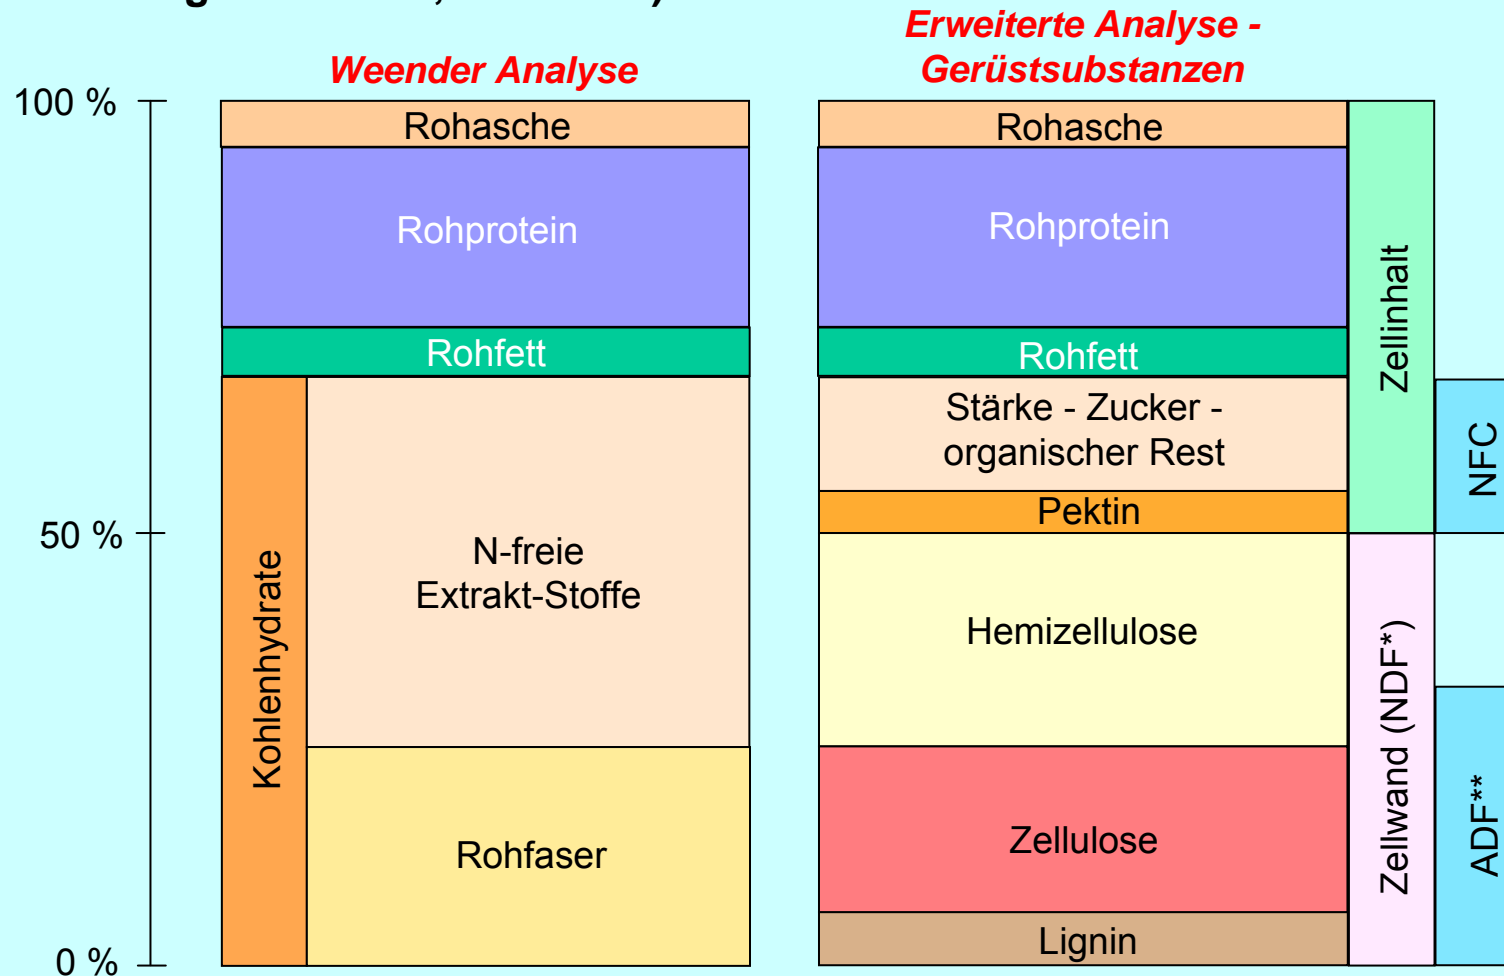 Erweiterte Analyse -
Gerüstsubstanzen
Weender Analyse
100 %
50 %
0 %
Rohasche
Rohprotein
Rohfett
Kohlenhydrate
N-freie
Extrakt-Stoffe
Rohfaser
Rohasche
Rohprotein
Rohfett
Stärke - Zucker -
organischer Rest
Pektin
Hemizellulose
Zellulose
Lignin
Zellinhalt
Zellwand (NDF*)
NFC
ADF**